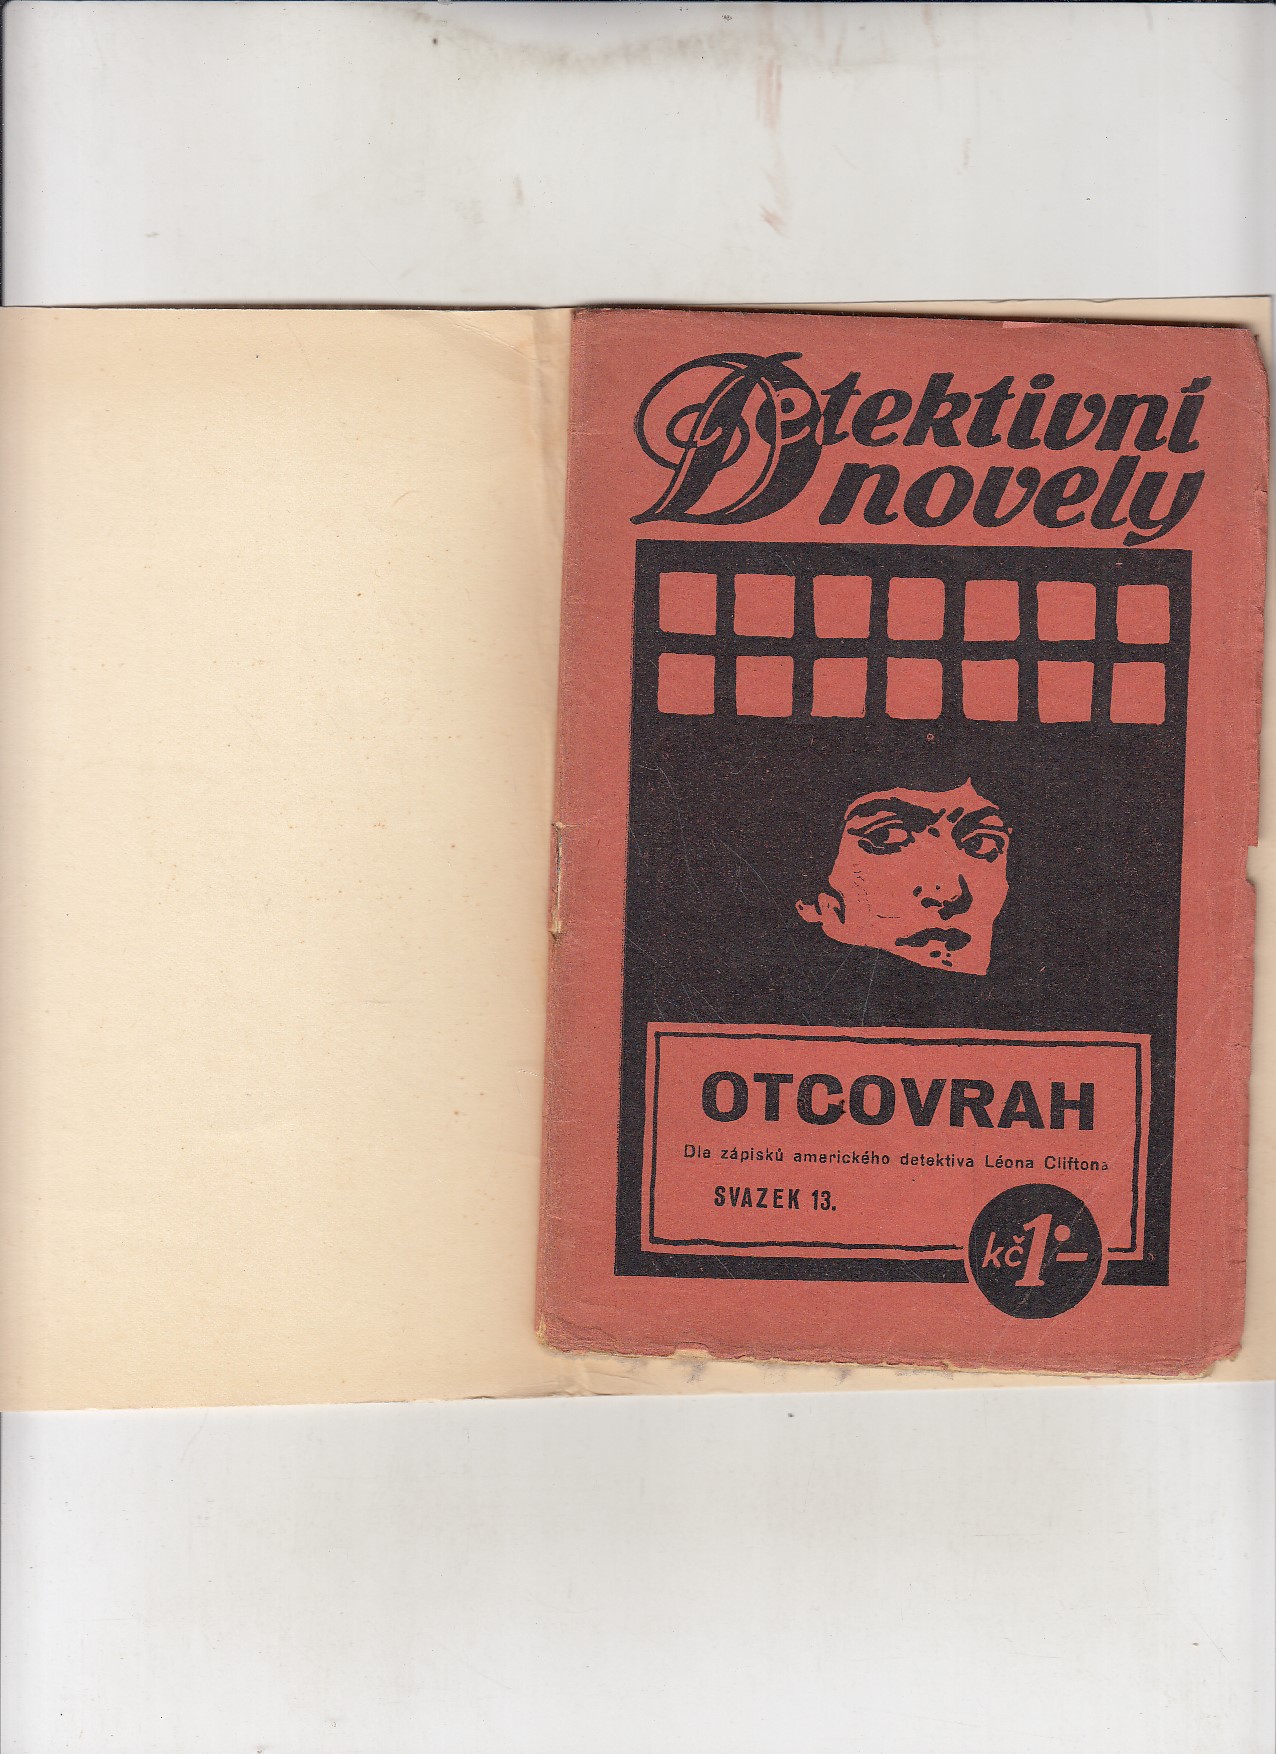 Detektivní
novely
OTCOVRAH
Dle zápisků amerického detektiva Léona Cliftona
SVAZEK 13.
kč 1·–